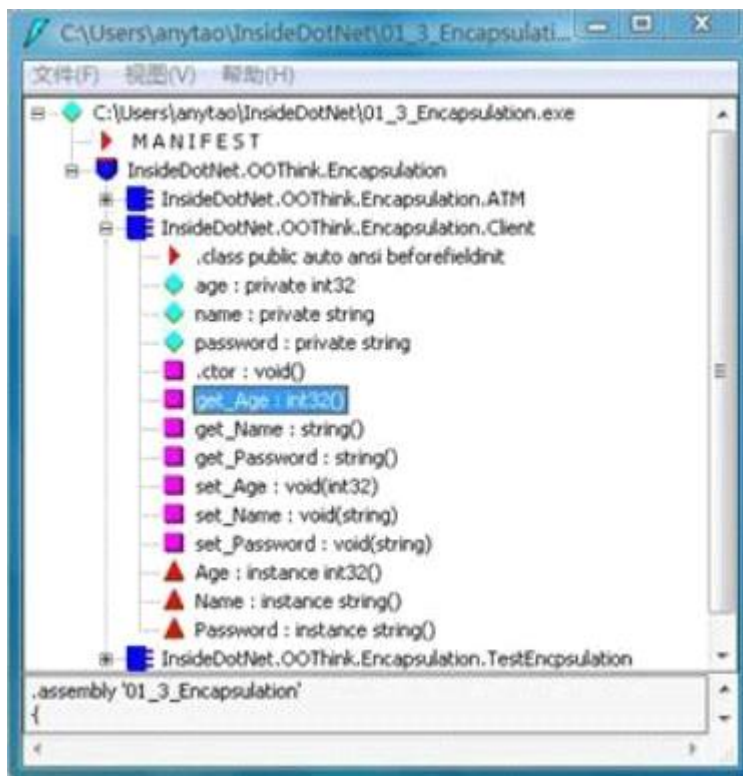 C:\Users\anytao\InsideDotNet\01_3_Encapsulati...
文件(F) 视图(V) 帮助(H)
C:\Users\anytao\InsideDotNet\01_3_Encapsulation.exe
MANIFEST
InsideDotNet.OOThink.Encapsulation
InsideDotNet.OOThink.Encapsulation.ATM
InsideDotNet.OOThink.Encapsulation.Client
.class public auto ansi beforefieldinit
age : private int32
name : private string
password : private string
.ctor : void()
get_Age : int32()
get_Name : string()
get_Password : string()
set_Age : void(int32)
set_Name : void(string)
set_Password : void(string)
Age : instance int32()
Name : instance string()
Password : instance string()
InsideDotNet.OOThink.Encapsulation.TestEncpsulation
.assembly '01_3_Encapsulation'
{